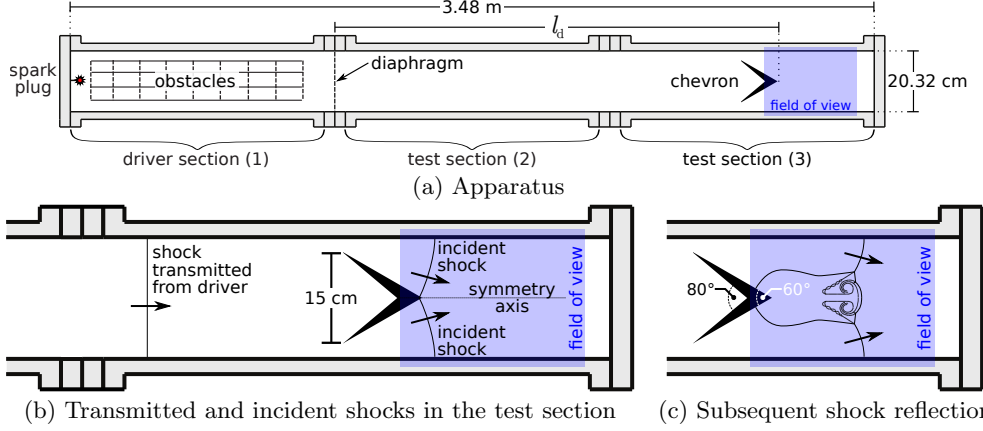 3.48 m
l_d
spark
plug
obstacles
diaphragm
chevron
20.32 cm
field of view
driver section (1)
test section (2)
test section (3)
(a) Apparatus
shock
transmitted
from driver
15 cm
incident
shock
symmetry
axis
incident
shock
field of view
80°
60°
field of view
(b) Transmitted and incident shocks in the test section
(c) Subsequent shock reflection